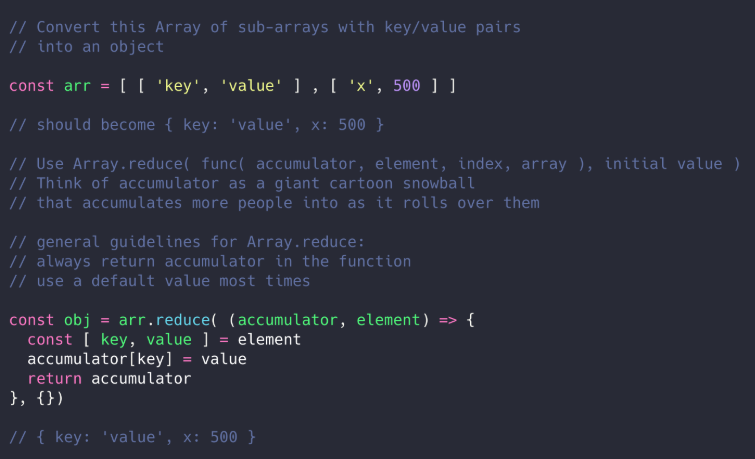 // Convert this Array of sub-arrays with key/value pairs
// into an object
const arr = [ [ 'key', 'value' ] , [ 'x', 500 ] ]
// should become { key: 'value', x: 500 }
// Use Array.reduce( func( accumulator, element, index, array ), initial value )
// Think of accumulator as a giant cartoon snowball
// that accumulates more people into as it rolls over them
// general guidelines for Array.reduce:
// always return accumulator in the function
// use a default value most times
const obj = arr.reduce( (accumulator, element) => {
  const [ key, value ] = element
  accumulator[key] = value
  return accumulator
}, {})
// { key: 'value', x: 500 }